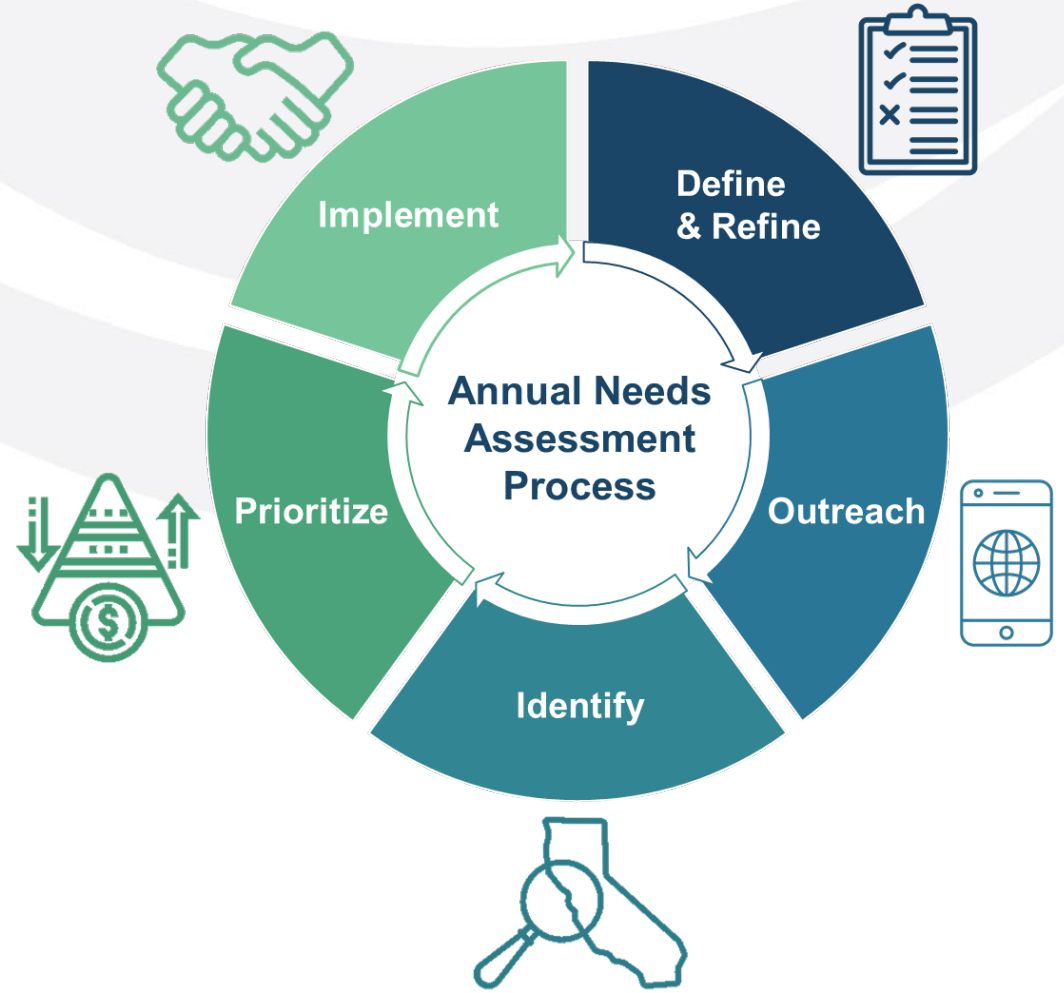 Annual Needs
Assessment
Process
Define
& Refine
Outreach
Identify
Prioritize
Implement
$